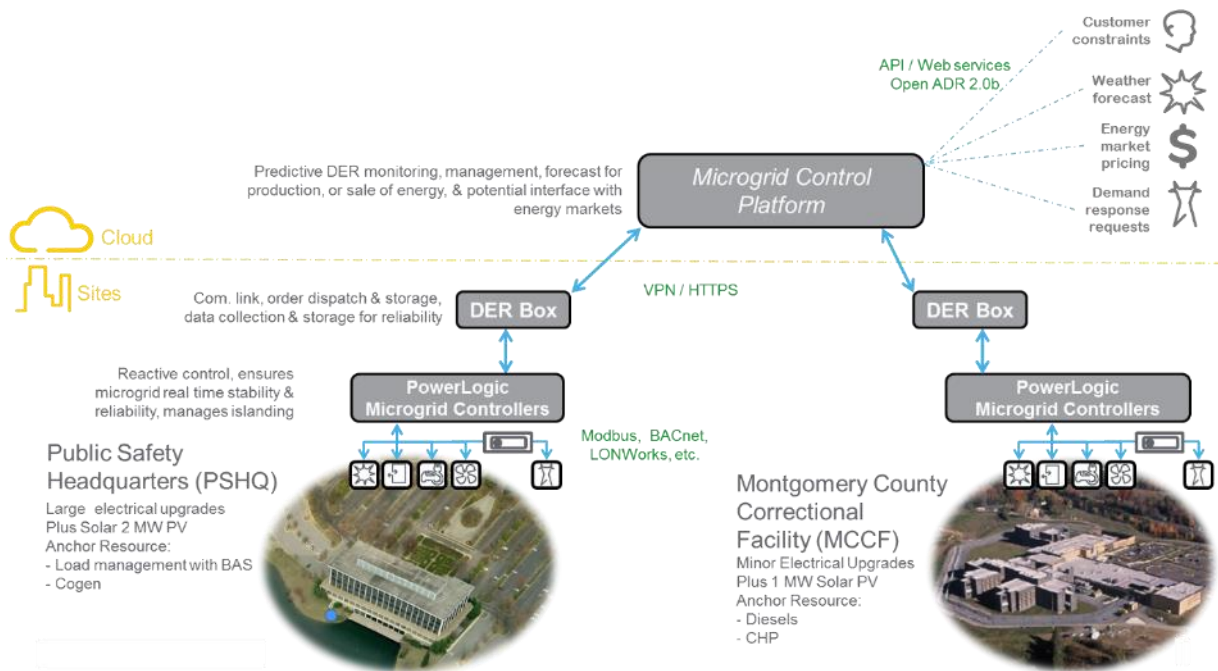 Customer
constraints
API / Web services
Open ADR 2.0b
Weather
forecast
Energy
market
pricing
$
Demand
response
requests
Predictive DER monitoring, management, forecast for
production, or sale of energy, & potential interface with
energy markets
Microgrid Control
Platform
Cloud
Sites
VPN / HTTPS
Com. link, order dispatch & storage,
data collection & storage for reliability
DER Box
DER Box
Reactive control, ensures
microgrid real time stability &
reliability, manages islanding
PowerLogic
Microgrid Controllers
PowerLogic
Microgrid Controllers
Modbus, BACnet,
LONWorks, etc.
Public Safety
Headquarters (PSHQ)
Large electrical upgrades
Plus Solar 2 MW PV
Anchor Resource:
- Load management with BAS
- Cogen
Montgomery County
Correctional
Facility (MCCF)
Minor Electrical Upgrades
Plus 1 MW Solar PV
Anchor Resource:
- Diesels
- CHP